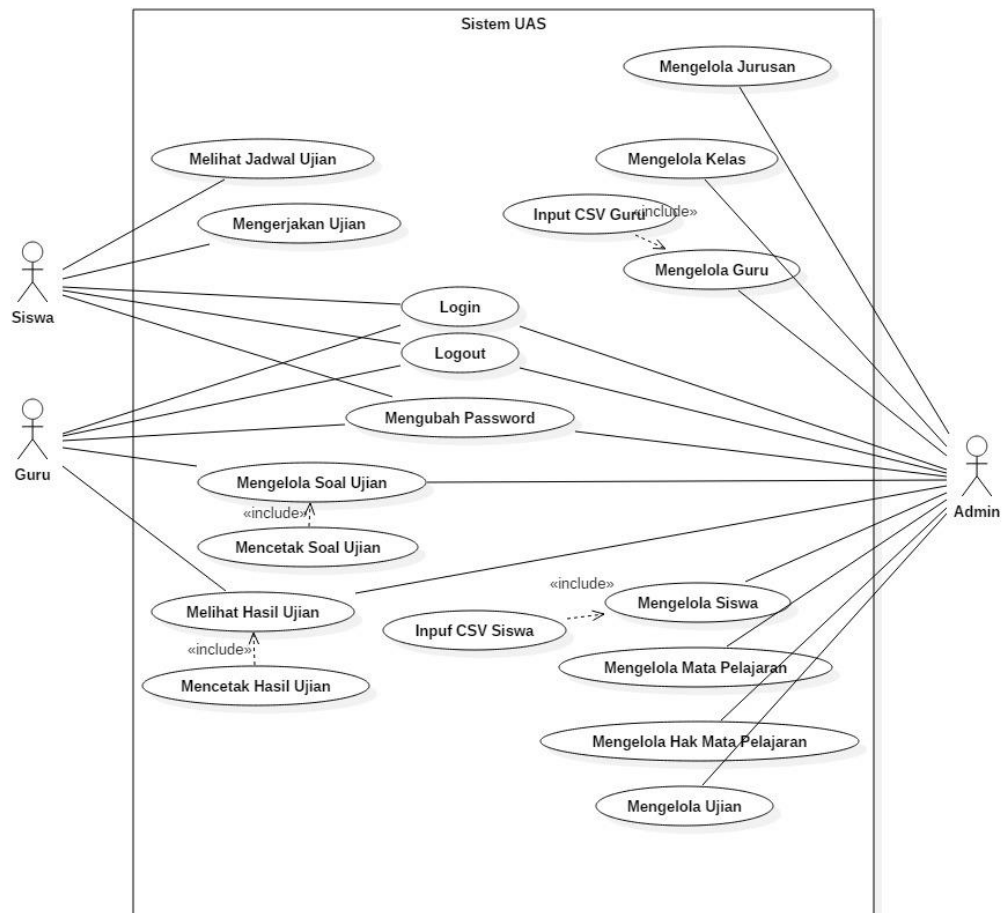 Sistem UAS
Mengelola Jurusan
Melihat Jadwal Ujian
Mengelola Kelas
Mengerjakan Ujian
Input CSV Guru
«include»
Mengelola Guru
Siswa
Login
Logout
Mengubah Password
Guru
Mengelola Soal Ujian
Admin
«include»
Mencetak Soal Ujian
«include»
Melihat Hasil Ujian
Mengelola Siswa
Inpuf CSV Siswa
«include»
Mengelola Mata Pelajaran
Mencetak Hasil Ujian
Mengelola Hak Mata Pelajaran
Mengelola Ujian